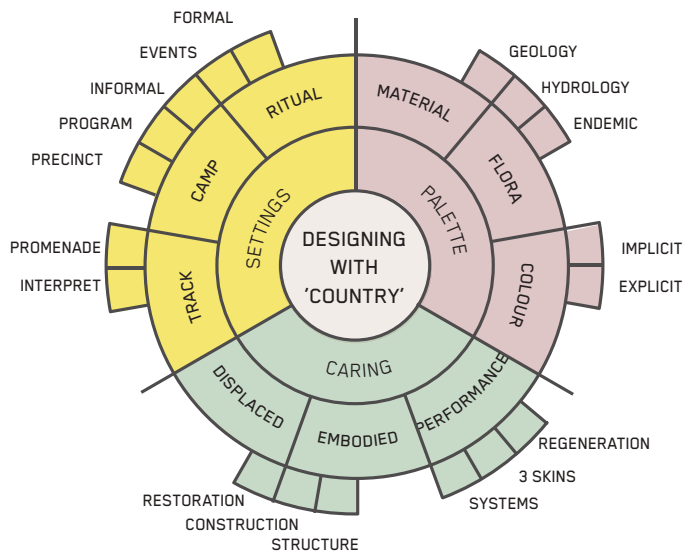 FORMAL
EVENTS
INFORMAL
PROGRAM
PRECINCT
PROMENADE
INTERPRET
RITUAL
CAMP
TRACK
SETTINGS
MATERIAL
FLORA
COLOUR
PALETTE
GEOLOGY
HYDROLOGY
ENDEMIC
IMPLICIT
EXPLICIT
DESIGNING
WITH
'COUNTRY'
CARING
DISPLACED
EMBODIED
PERFORMANCE
REGENERATION
3 SKINS
SYSTEMS
RESTORATION
CONSTRUCTION
STRUCTURE